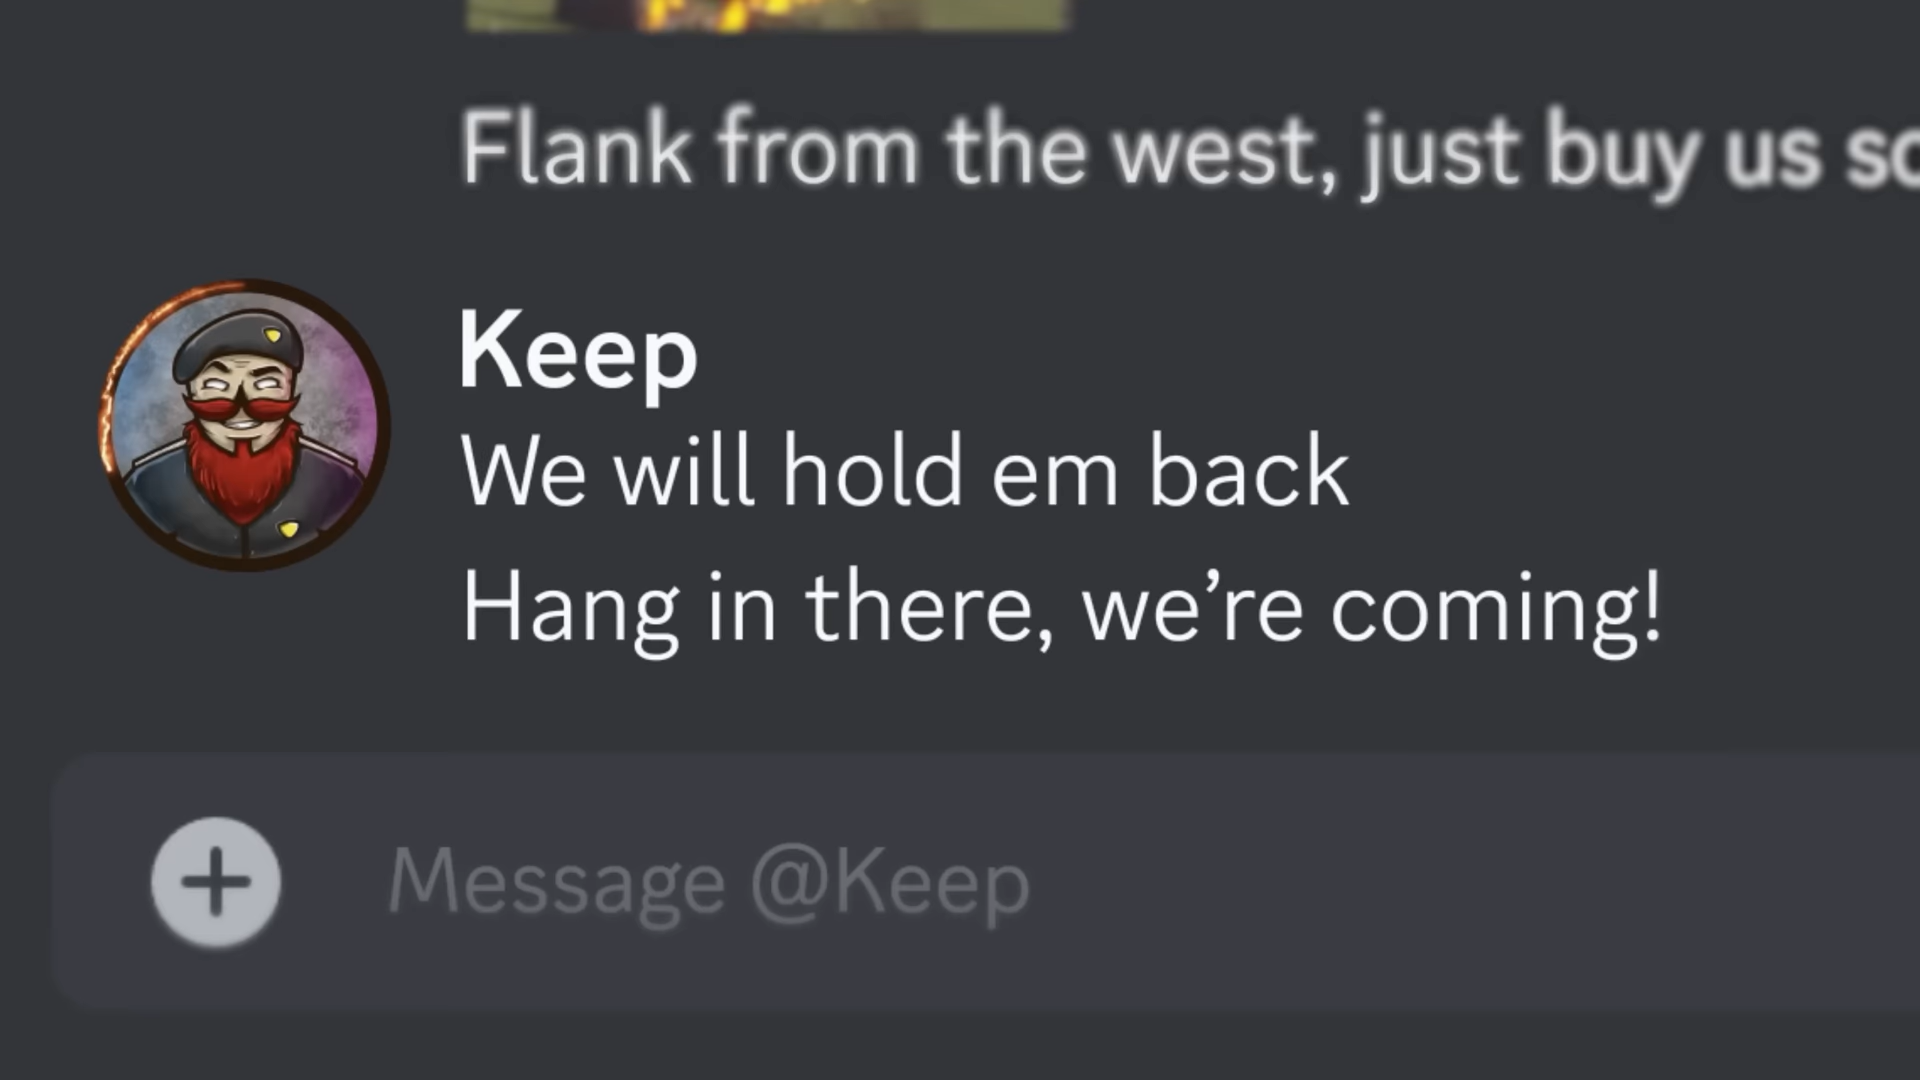 Flank from the west, just buy us
Keep
We will hold em back
Hang in there, we’re coming!
Message @Keep